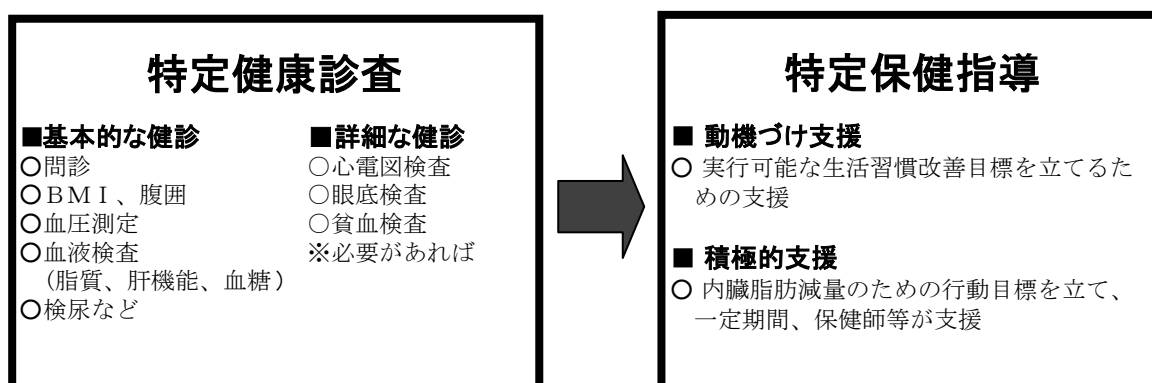 特定健康診査
■基本的な健診
○問診
○ＢＭＩ、腹囲
○血圧測定
○血液検査
(脂質、肝機能、血糖)
○検尿など
■詳細な健診
○心電図検査
○眼底検査
○貧血検査
※必要があれば
特定保健指導
■ 動機づけ支援
○ 実行可能な生活習慣改善目標を立てるた
めの支援
■ 積極的支援
○ 内臓脂肪減量のための行動目標を立て、
一定期間、保健師等が支援